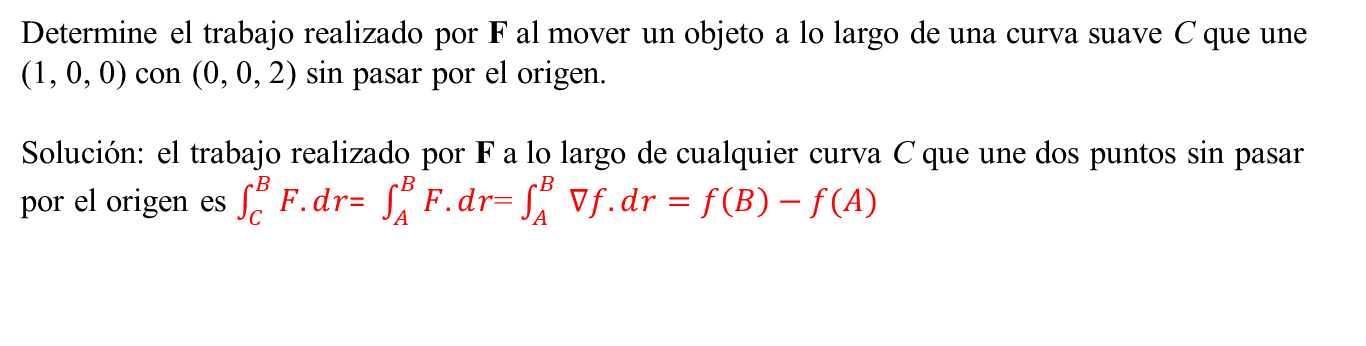 Determine el trabajo realizado por F al mover un objeto a lo largo de una curva suave C que une
(1, 0, 0) con (0, 0, 2) sin pasar por el origen.
Solución: el trabajo realizado por F a lo largo de cualquier curva C que une dos puntos sin pasar
por el origen es ∫_C^B F.dr= ∫_A^B F.dr=∫_A^B ∇f.dr = f(B) − f(A)